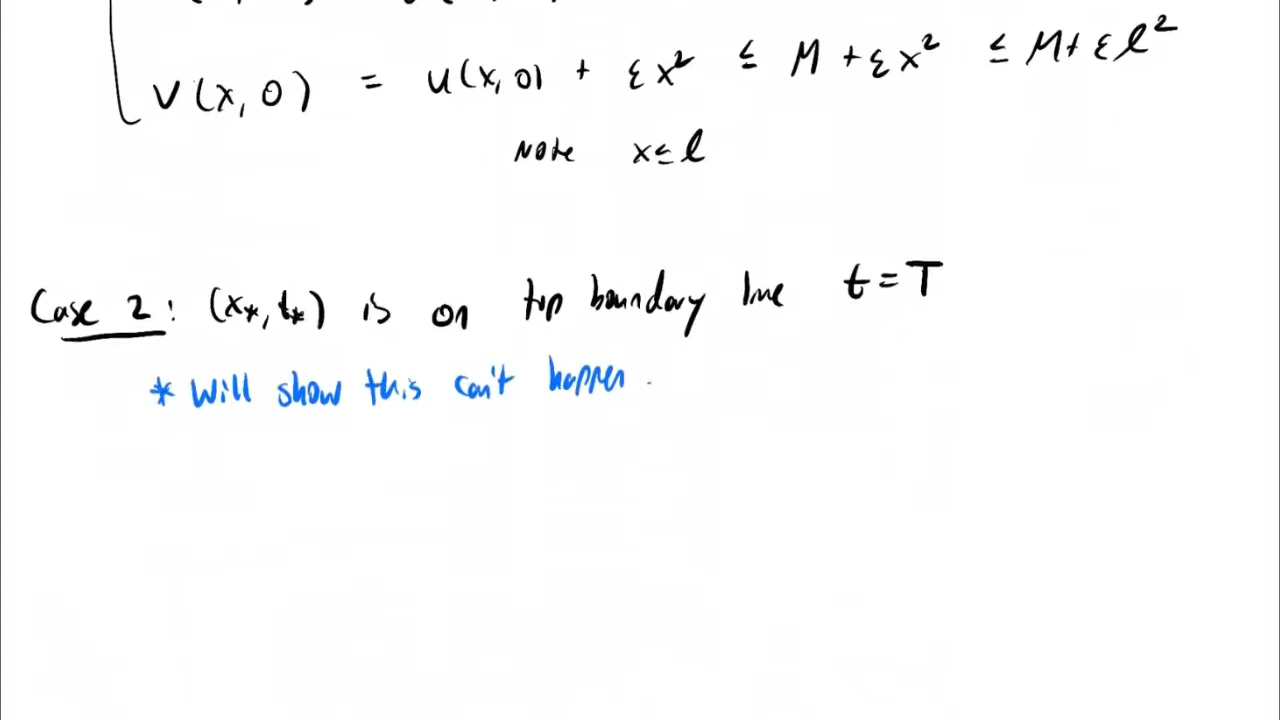 V(x, 0) = u(x, 0) + εx² ≤ M + εx² ≤ M + εl²
Note x ≤ l
Case 2: (x*, t*) is on top boundary line t = T
* Will show this can't happen.